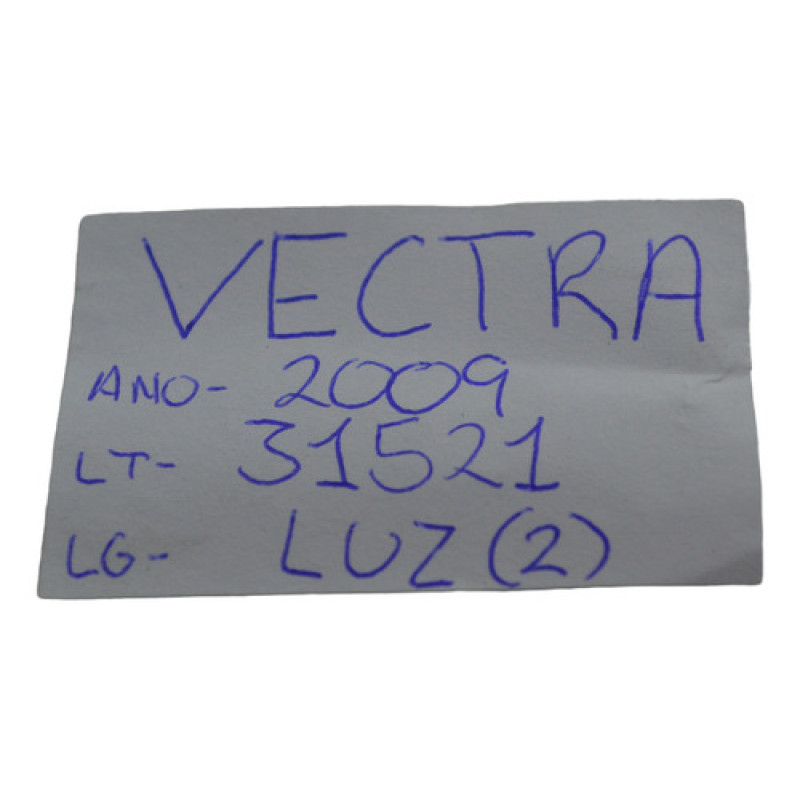 VECTRA
ANO- 2009
LT- 31521
LG- LUZ (2)